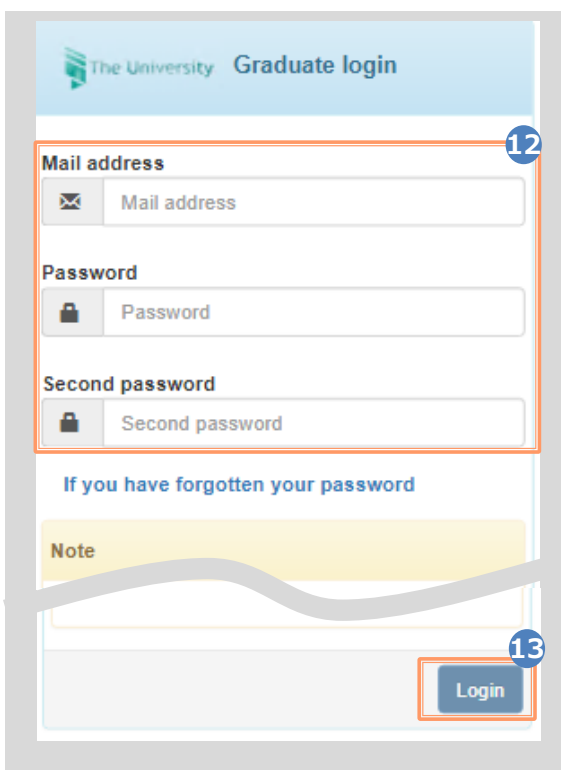 The University Graduate login
12
Mail address
Mail address
Password
Password
Second password
Second password
If you have forgotten your password
Note
13
Login